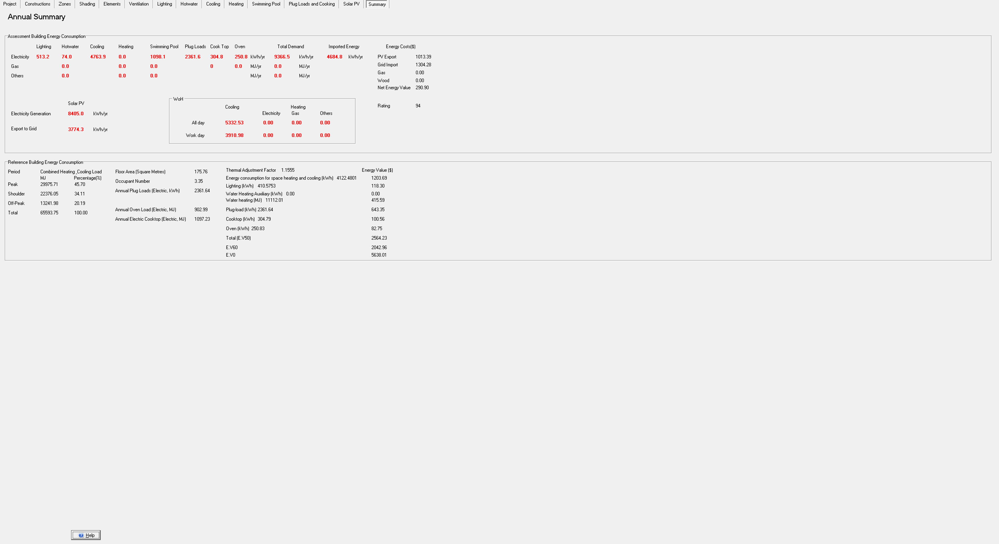 Project Constructions Zones Shading Elements Ventilation Lighting Hotwater Cooling Heating Swimming Pool Plug Loads and Cooking Solar PV Summary
Annual Summary
Assessment Building Energy Consumption
Lighting Hotwater Cooling Heating Swimming Pool Plug Loads Cook Top Oven Total Demand Imported Energy Energy Costs($)
Electricity 513.2 74.0 4763.9 0.0 1098.1 2361.6 304.8 250.8 kWh/yr 9366.5 kWh/yr 4684.8 kWh/yr PV Export 1013.39
Grid Import 1304.28
Gas 0.0 0.0 0.0 0 0.0 MJ/yr 0.0 MJ/yr
Gas 0.00
Others 0.0 0.0 0.0 MJ/yr 0.0 MJ/yr
Wood 0.00
Net Energy Value 290.90
WoH
Solar PV
Cooling Heating
Rating 94
Electricity Generation 8405.0 kWh/yr
Electricity Gas Others
All day 5332.53 0.00 0.00 0.00
Export to Grid 3774.3 kWh/yr
Work day 3910.98 0.00 0.00 0.00
Reference Building Energy Consumption
Period Combined Heating_Cooling Load
MJ Percentage(%)
Peak 29975.71 45.70
Shoulder 22376.05 34.11
Off-Peak 13241.98 20.19
Total 65593.75 100.00
Floor Area (Square Metres) 175.76
Occupant Number 3.35
Annual Plug Loads (Electric, kWh) 2361.64
Annual Oven Load (Electric, MJ) 902.99
Annual Electric Cooktop (Electric, MJ) 1097.23
Thermal Adjustment Factor 1.1555 Energy Value ($)
Energy consumption for space heating and cooling (kWh) 4122.4801 1203.69
Lighting (kWh) 410.5753 118.30
Water Heating Auxiliary (kWh) 0.00 0.00
Water heating (MJ) 11112.01 415.59
Plug-load (kWh) 2361.64 643.35
Cooktop (kWh) 304.79 100.56
Oven (kWh) 250.83 82.75
Total (E.V50) 2564.23
E.V60 2042.96
E.V0 5638.01
Help